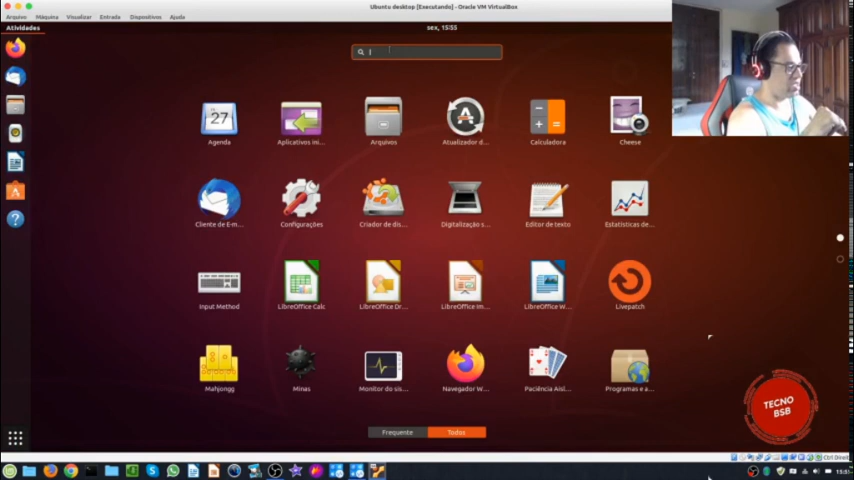 Ubuntu desktop [Executando] - Oracle VM VirtualBox
Arquivo Máquina Visualizar Entrada Dispositivos Ajuda
Atividades
sex, 15:55
27
Agenda
Aplicativos ini...
Arquivos
Atualizador d...
Calculadora
Cheese
Cliente de E-m...
Configurações
Criador de dis...
Digitalização s...
Editor de texto
Estatísticas de...
Input Method
LibreOffice Calc
LibreOffice Dr...
LibreOffice Im...
LibreOffice W...
Livepatch
Mahjongg
Minas
Monitor do sis...
Navegador W...
Paciência AisL...
Programas e a...
Frequente
Todos
TECNO
BSB
Ctrl Direit